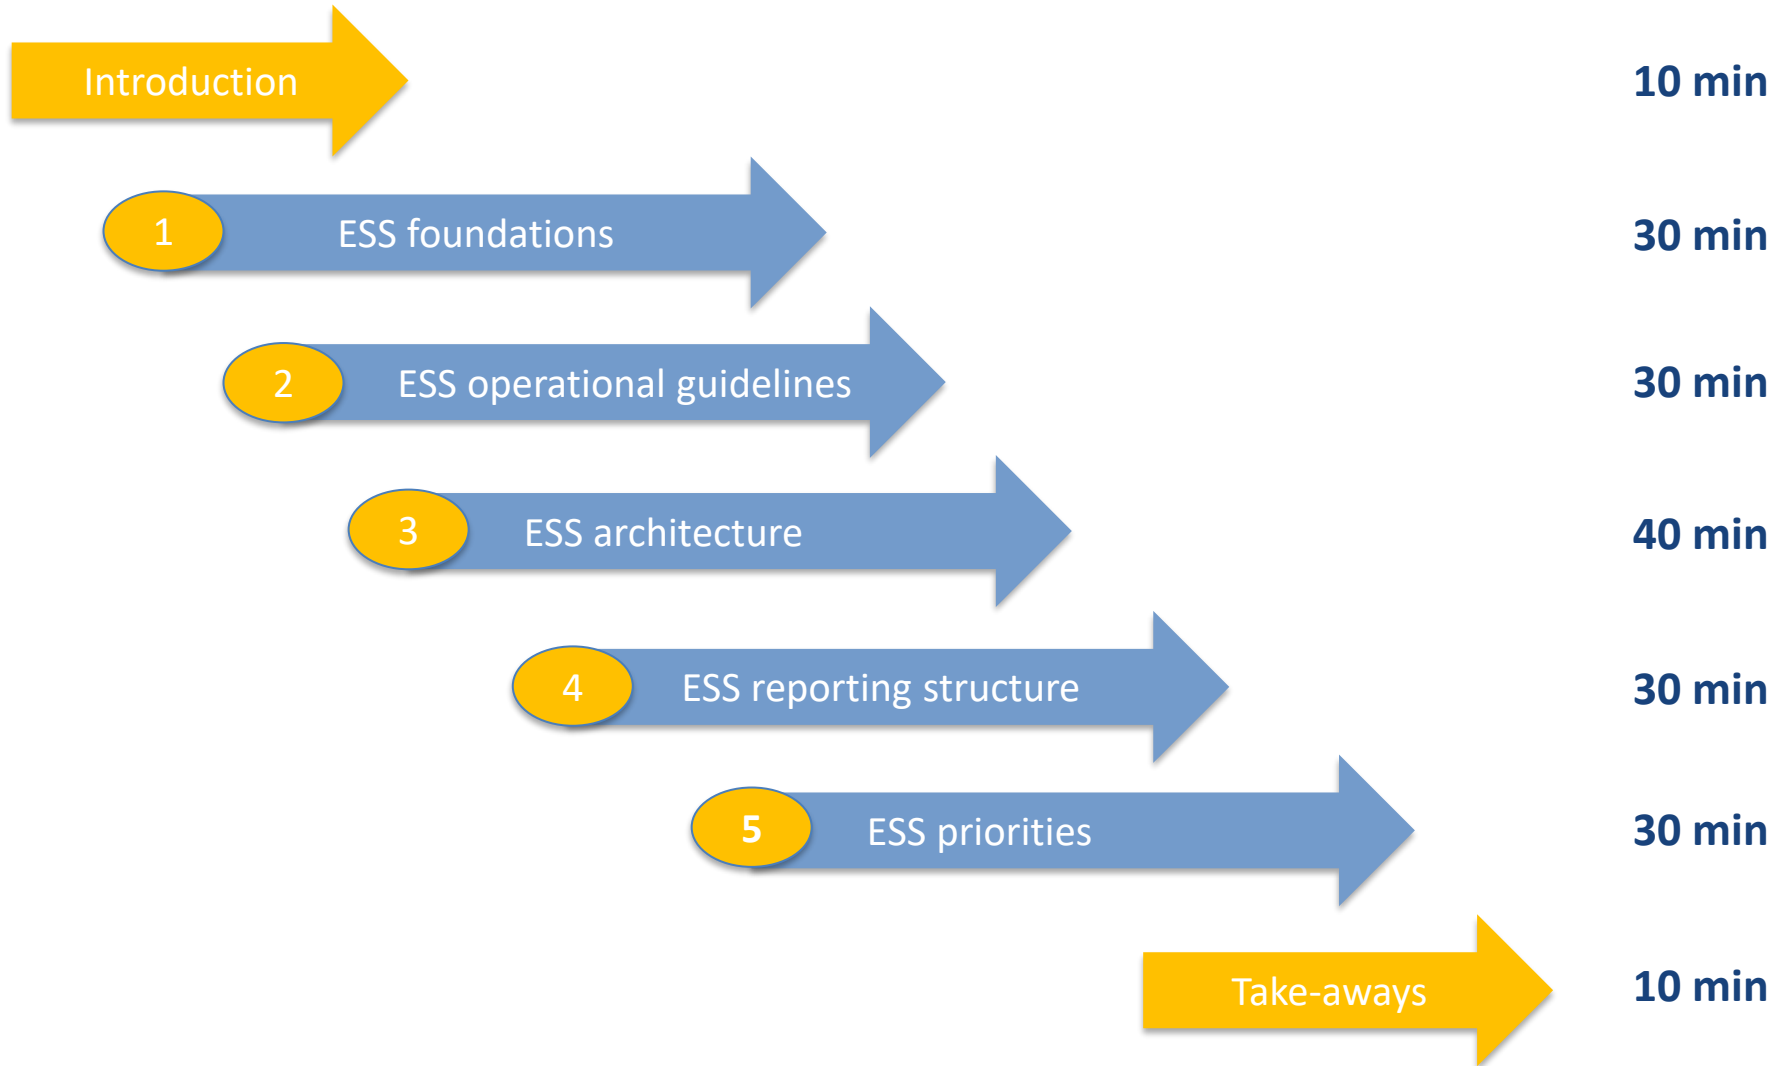 Introduction 10 min
1 ESS foundations 30 min
2 ESS operational guidelines 30 min
3 ESS architecture 40 min
4 ESS reporting structure 30 min
5 ESS priorities 30 min
Take-aways 10 min